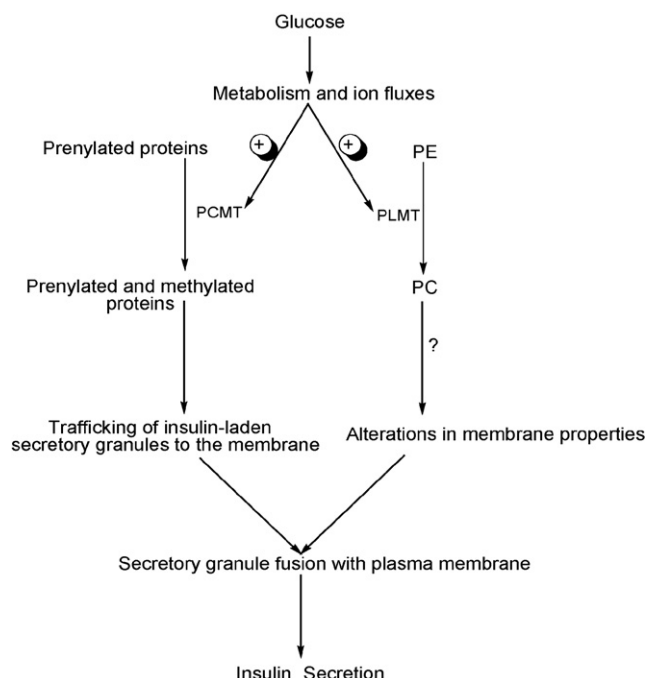 Glucose
Metabolism and ion fluxes
+
+
Prenylated proteins
PE
PCMT
PLMT
Prenylated and methylated
proteins
PC
?
Trafficking of insulin-laden
secretory granules to the membrane
Alterations in membrane properties
Secretory granule fusion with plasma membrane
Insulin Secretion